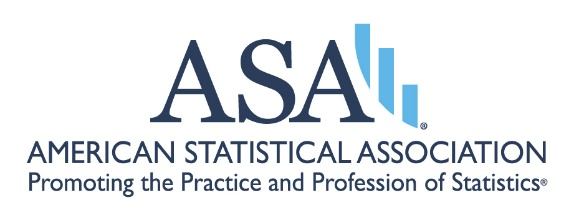 ASA®
AMERICAN STATISTICAL ASSOCIATION
Promoting the Practice and Profession of Statistics®